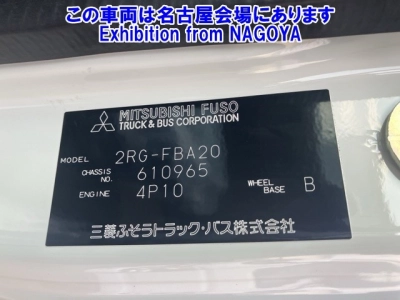 この車両は名古屋会場にあります
Exhibition from NAGOYA
MITSUBISHI FUSO
TRUCK & BUS CORPORATION
MODEL 2RG-FBA20
CHASSIS NO. 610965
ENGINE 4P10 WHEEL BASE B
三菱ふそうトラック・バス株式会社